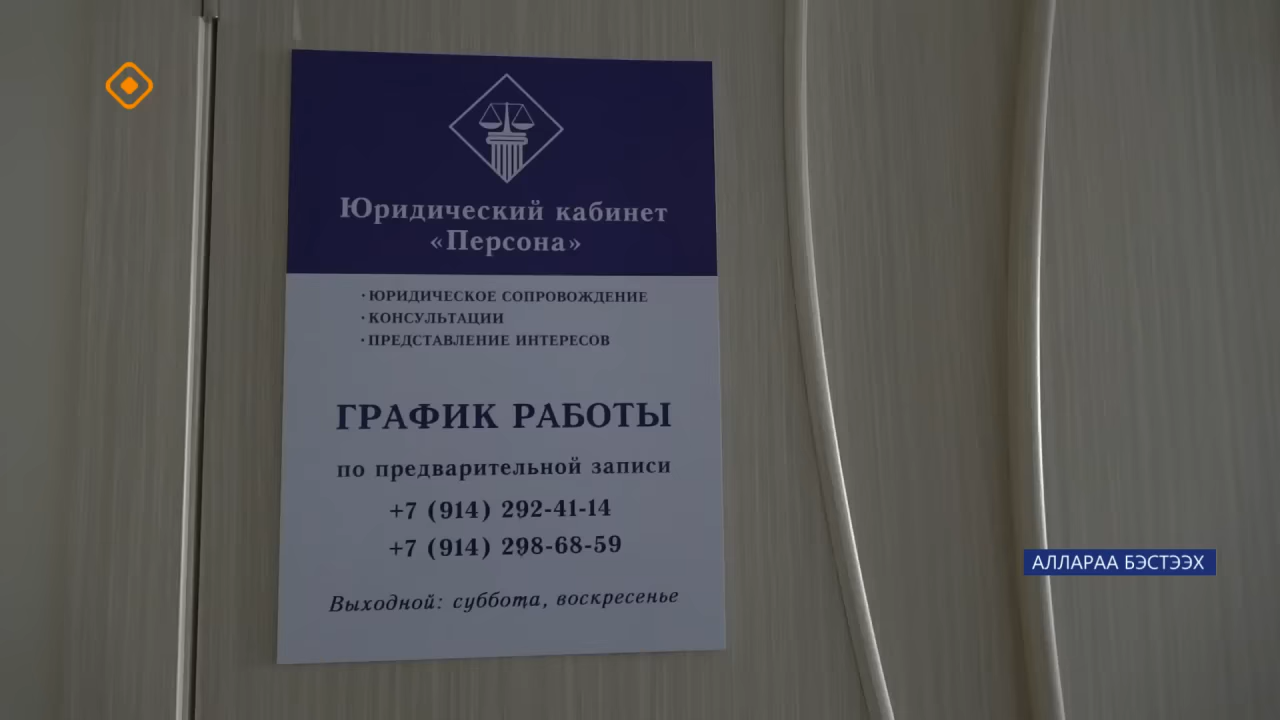 Юридический кабинет
«Персона»
· ЮРИДИЧЕСКОЕ СОПРОВОЖДЕНИЕ
· КОНСУЛЬТАЦИИ
· ПРЕДСТАВЛЕНИЕ ИНТЕРЕСОВ
ГРАФИК РАБОТЫ
по предварительной записи
+7 (914) 292-41-14
+7 (914) 298-68-59
Выходной: суббота, воскресенье
АЛЛАРАА БЭСТЭЭХ